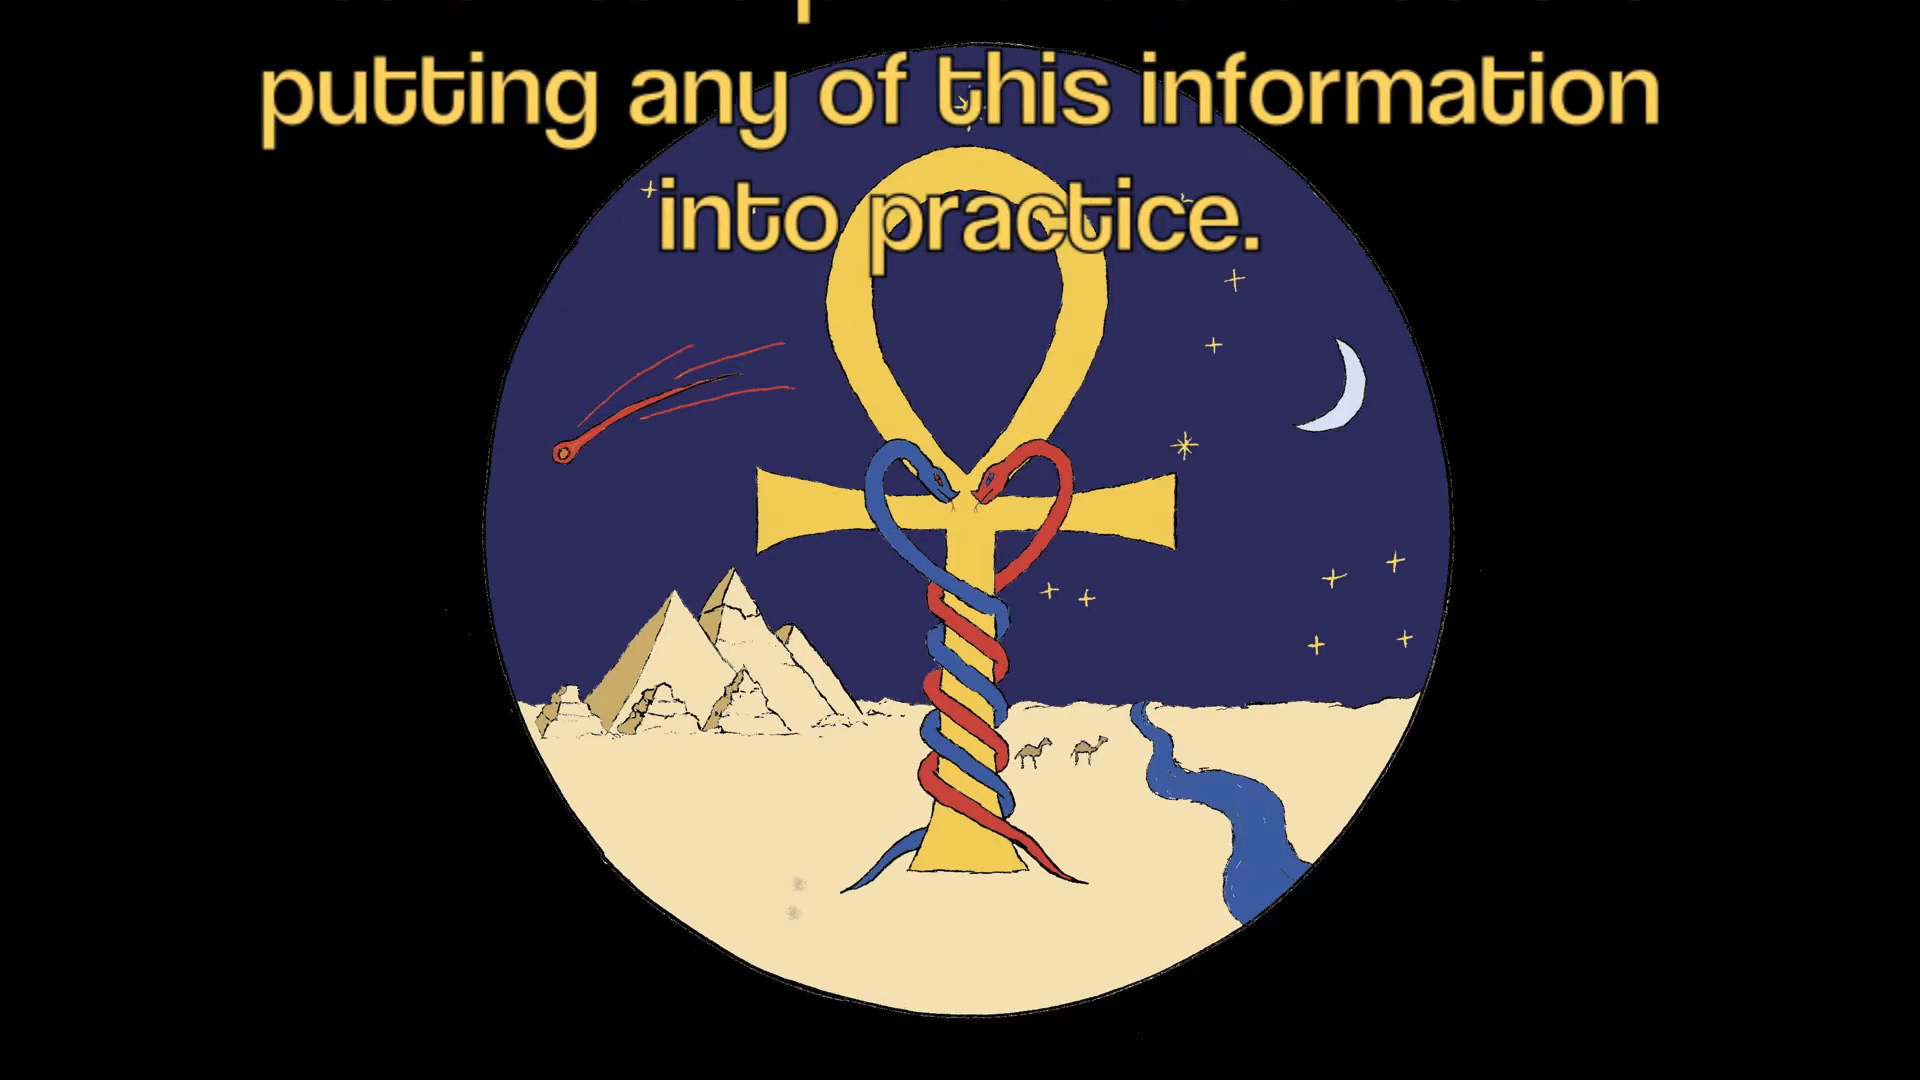 putting any of this information
into practice.